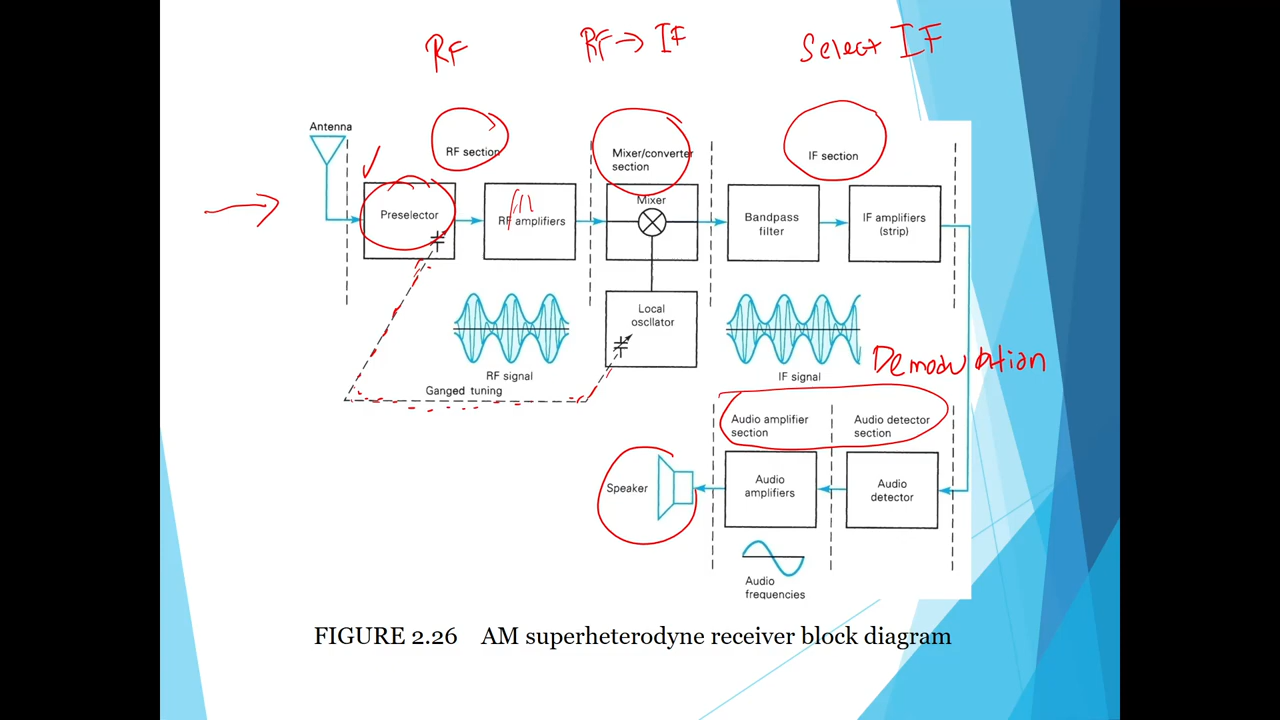 RF
RF → IF
Select IF
Antenna
RF section
Mixer/converter
section
IF section
Preselector
RF amplifiers
Mixer
Bandpass
filter
IF amplifiers
(strip)
Local
oscllator
RF signal
IF signal
Ganged tuning
Demodulation
Audio amplifier
section
Audio detector
section
Speaker
Audio
amplifiers
Audio
detector
Audio
frequencies
FIGURE 2.26 AM superheterodyne receiver block diagram